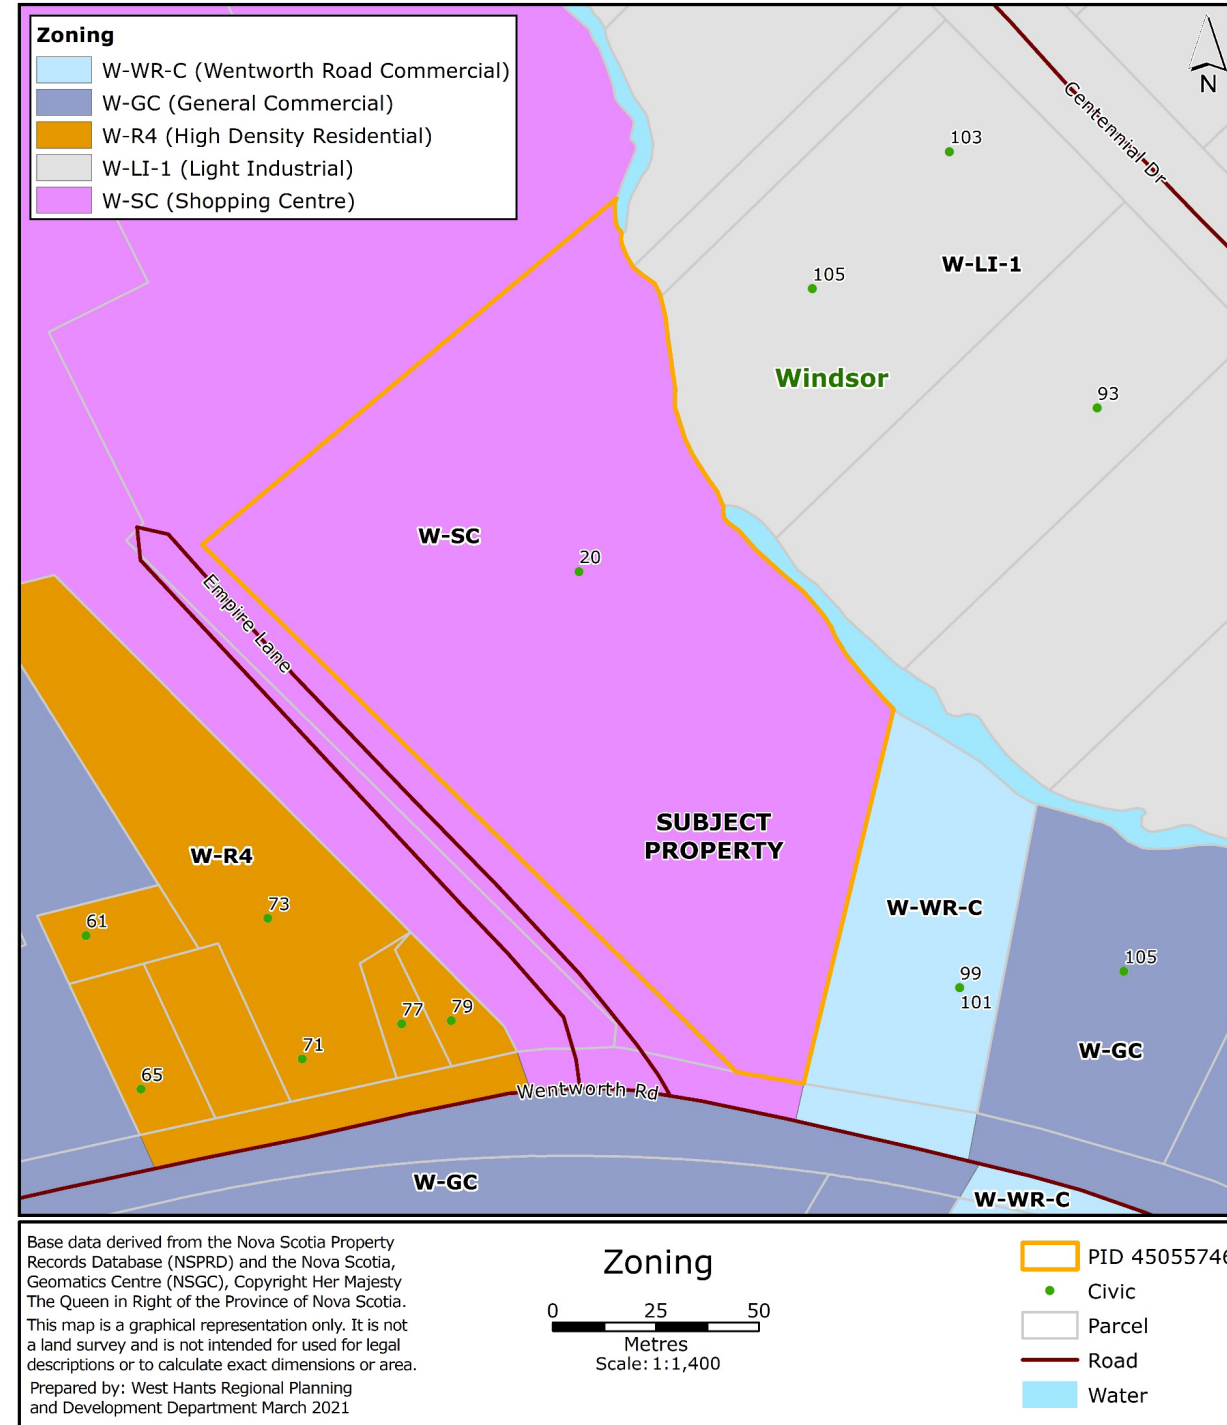 Zoning
W-WR-C (Wentworth Road Commercial)
W-GC (General Commercial)
W-R4 (High Density Residential)
W-LI-1 (Light Industrial)
W-SC (Shopping Centre)
N
Centennial Dr
103
W-LI-1
105
Windsor
93
W-SC
20
Empire Lane
SUBJECT
PROPERTY
W-R4
W-WR-C
73
61
105
99
101
77
79
W-GC
71
65
Wentworth Rd
W-GC
W-WR-C
Base data derived from the Nova Scotia Property
Records Database (NSPRD) and the Nova Scotia,
Geomatics Centre (NSGC), Copyright Her Majesty
The Queen in Right of the Province of Nova Scotia.
This map is a graphical representation only. It is not
a land survey and is not intended for used for legal
descriptions or to calculate exact dimensions or area.
Prepared by: West Hants Regional Planning
and Development Department March 2021
Zoning
0 25 50
Metres
Scale: 1:1,400
PID 45055746
Civic
Parcel
Road
Water